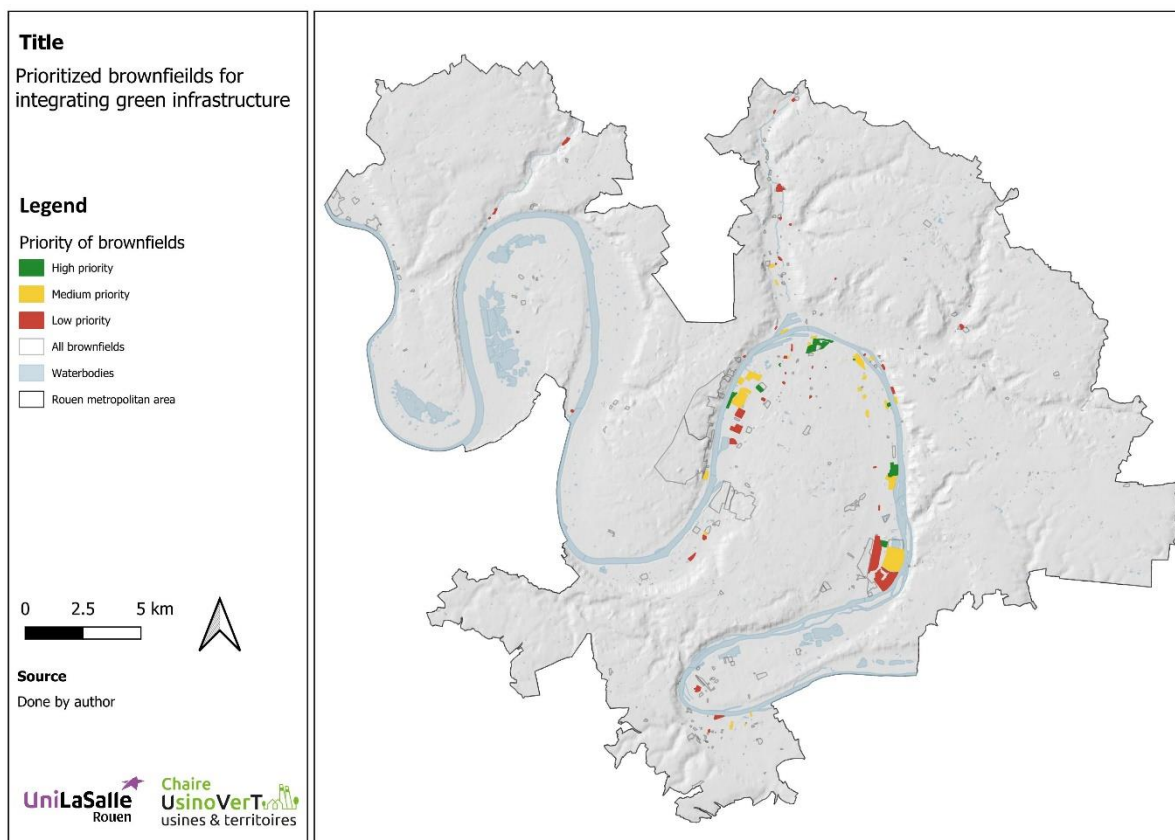 Title
Prioritized brownfieilds for
integrating green infrastructure
Legend
Priority of brownfields
High priority
Medium priority
Low priority
All brownfields
Waterbodies
Rouen metropolitan area
0 2.5 5 km
Source
Done by author
UniLaSalle
Rouen
Chaire
UsinoVerT
usines & territoires